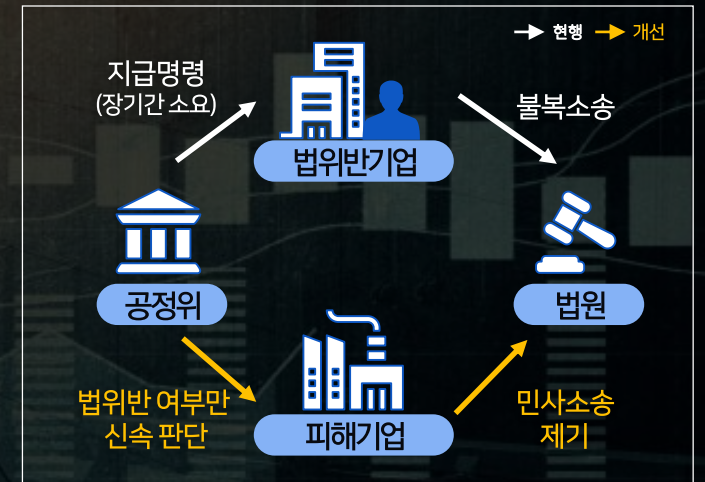 현행 개선
지급명령
(장기간 소요)
불복소송
법위반기업
공정위
법원
법위반 여부만
신속 판단
피해기업
민사소송
제기